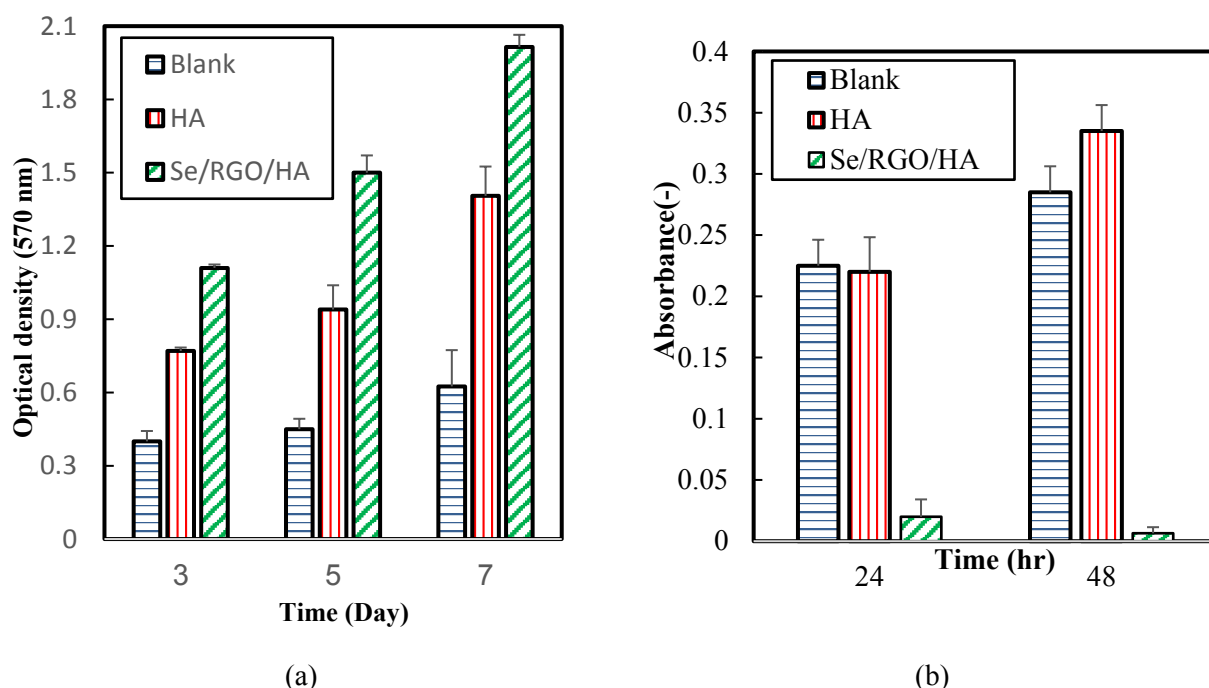 2.1
1.8
1.5
1.2
0.9
0.6
0.3
0
Optical density (570 nm)
Blank
HA
Se/RGO/HA
3 5 7
Time (Day)
(a)
0.4
0.35
0.3
0.25
0.2
0.15
0.1
0.05
0
Absorbance(-)
Blank
HA
Se/RGO/HA
Time (hr)
24 48
(b)